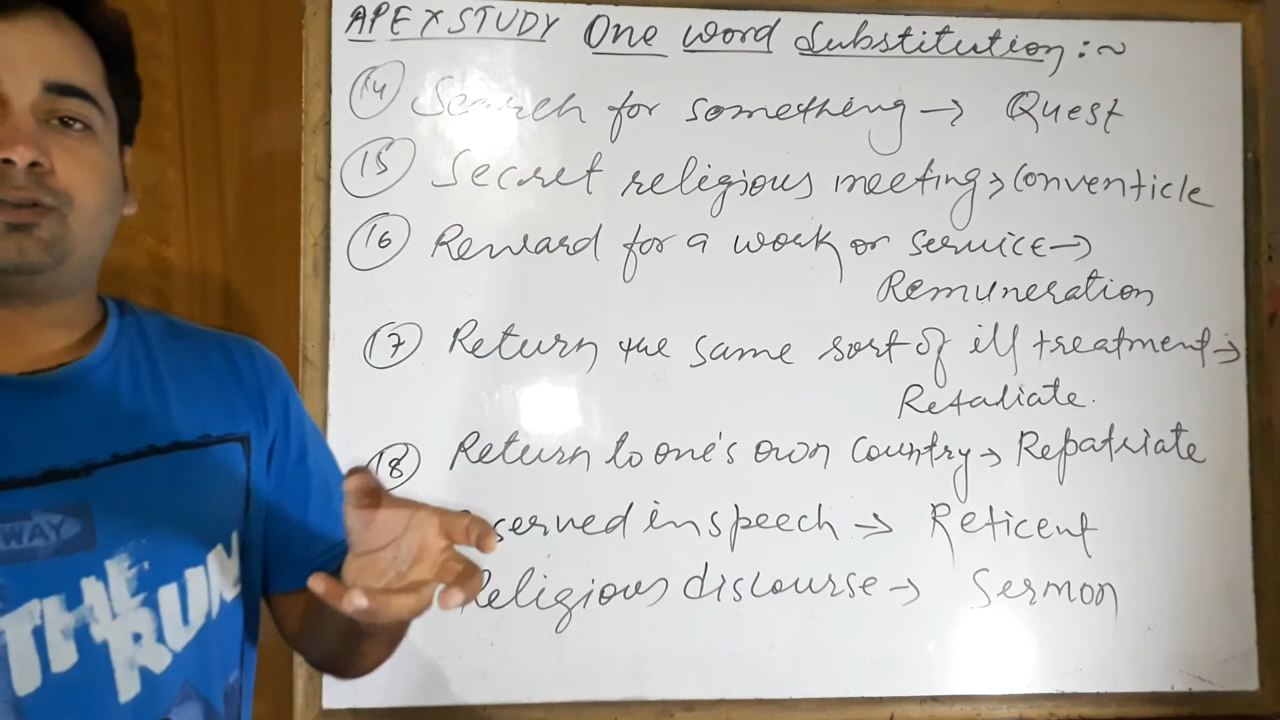 APEX STUDY One word Substitution :~
14 Search for something → Quest
15 Secret religious meeting → Conventicle
16 Reward for a work or service →
Remuneration
17 Return the same sort of ill treatment →
Retaliate.
18 Return to one's own Country → Repatriate
served in speech → Reticent
Religious discourse → Sermon
WAY
THE
RUN